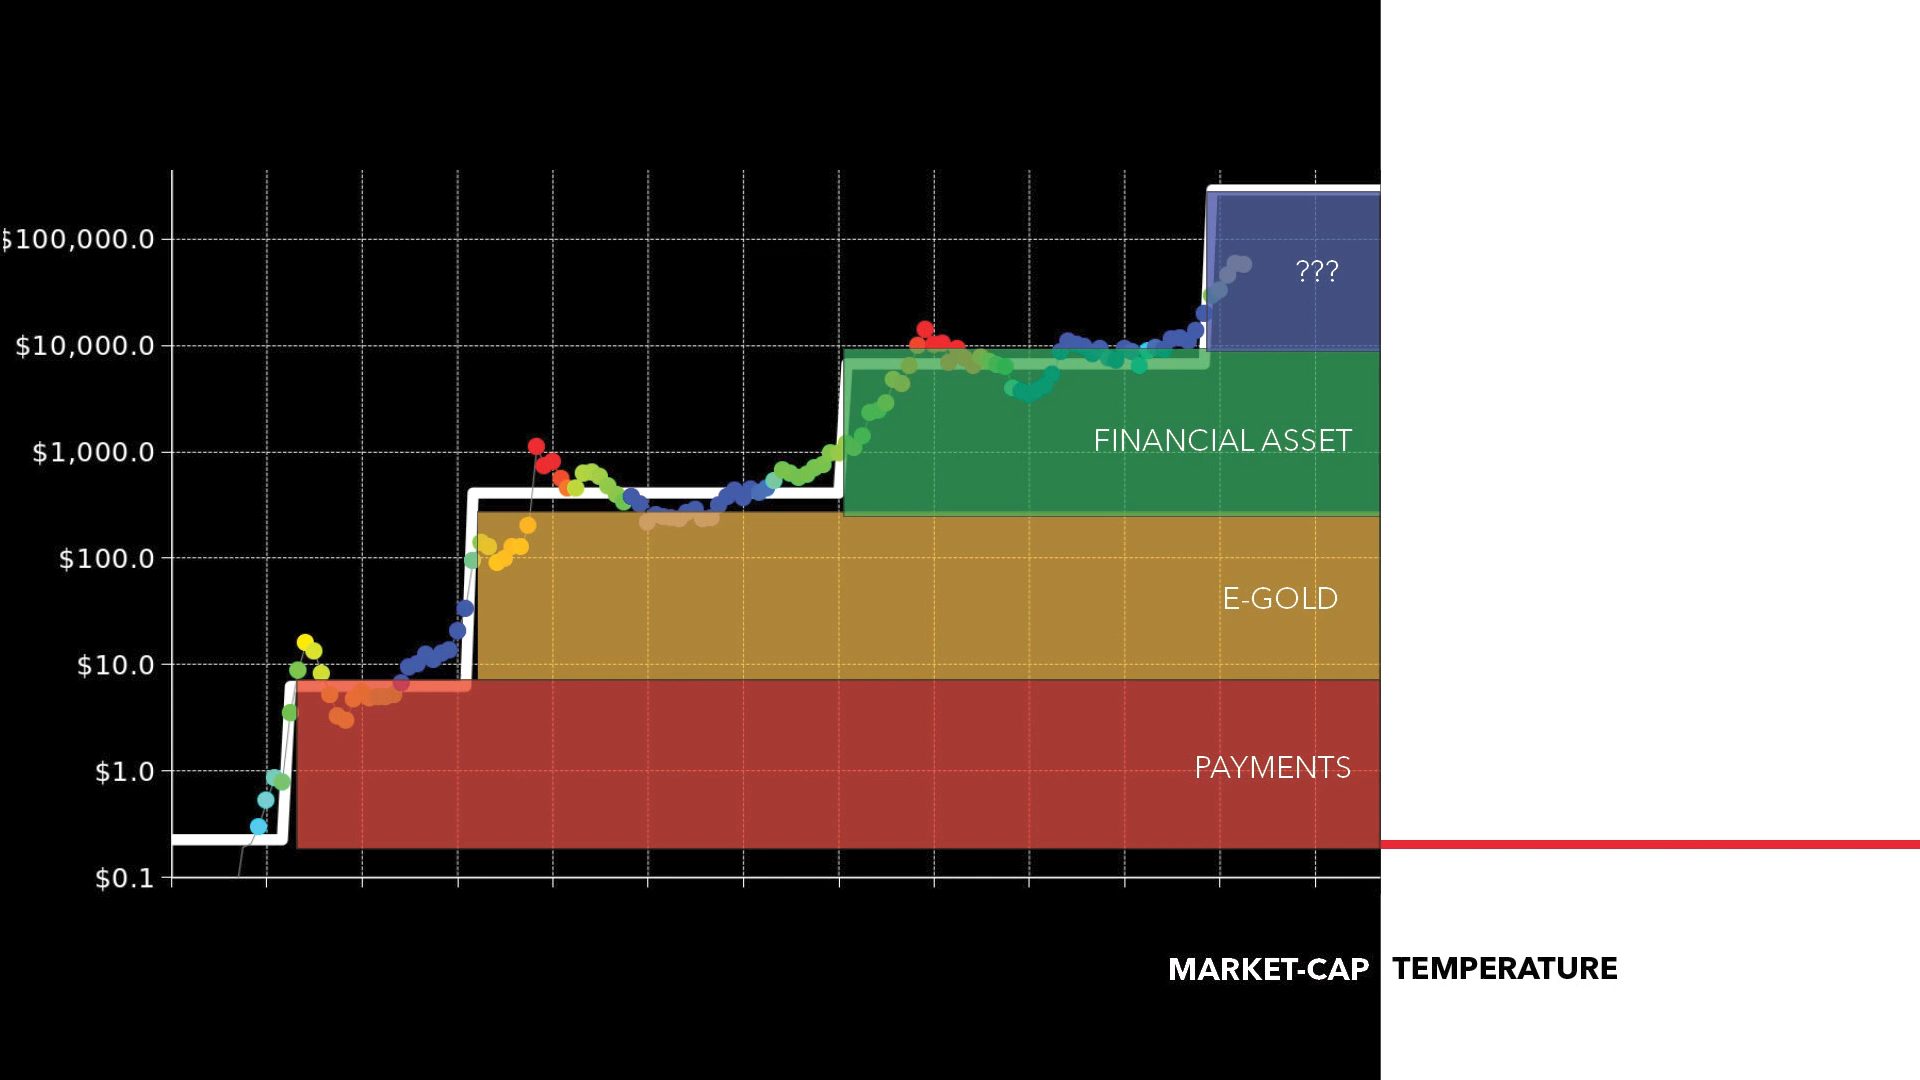 $100,000.0
???
$10,000.0
FINANCIAL ASSET
$1,000.0
$100.0
E-GOLD
$10.0
PAYMENTS
$1.0
$0.1
MARKET-CAP TEMPERATURE